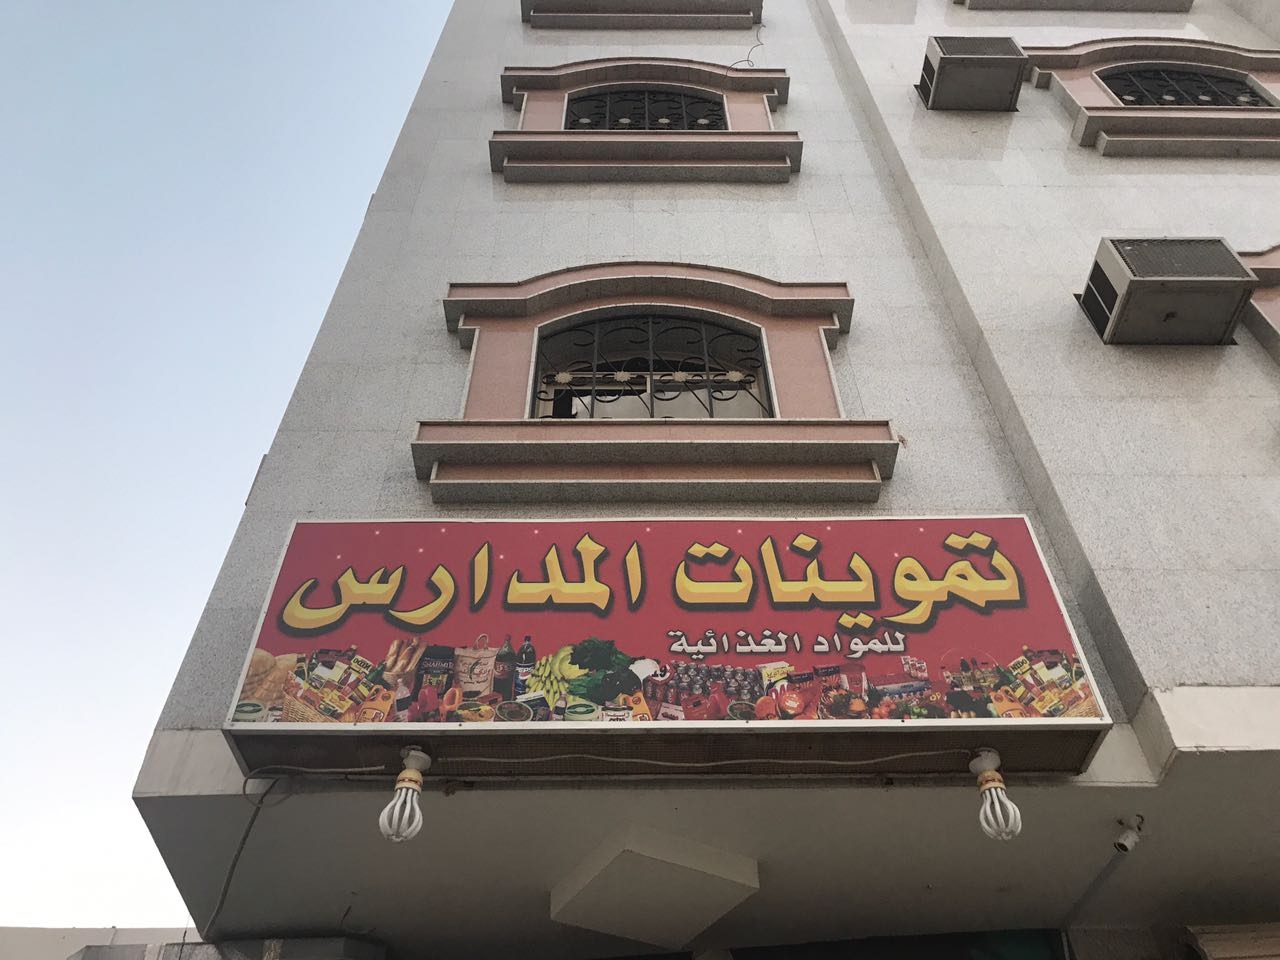 تموينات المدارس
للمواد الغذائية